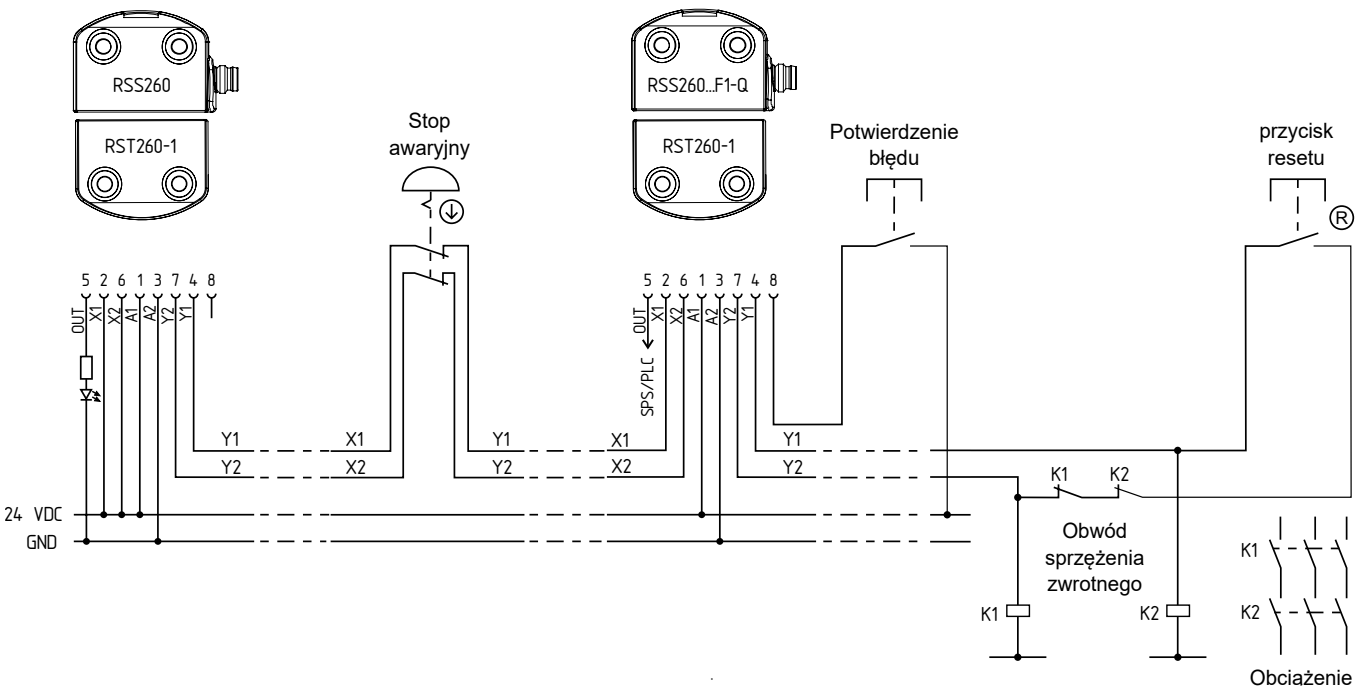 RSS260
RST260-1
Stop
awaryjny
RSS260...F1-Q
RST260-1
Potwierdzenie
błędu
przycisk
resetu
R
5 2 6 1 3 7 4 8
OUT X1 X2 A1 A2 Y2 Y1
5 2 6 1 3 7 4 8
OUT X1 X2 A1 A2 Y2 Y1
SPS/PLC
Y1 X1 Y1 X1 Y1
Y2 X2 Y2 X2 Y2
K1 K2
24 VDC
GND
Obwód
sprzężenia
zwrotnego
K1
K2
K1
K2
Obciążenie